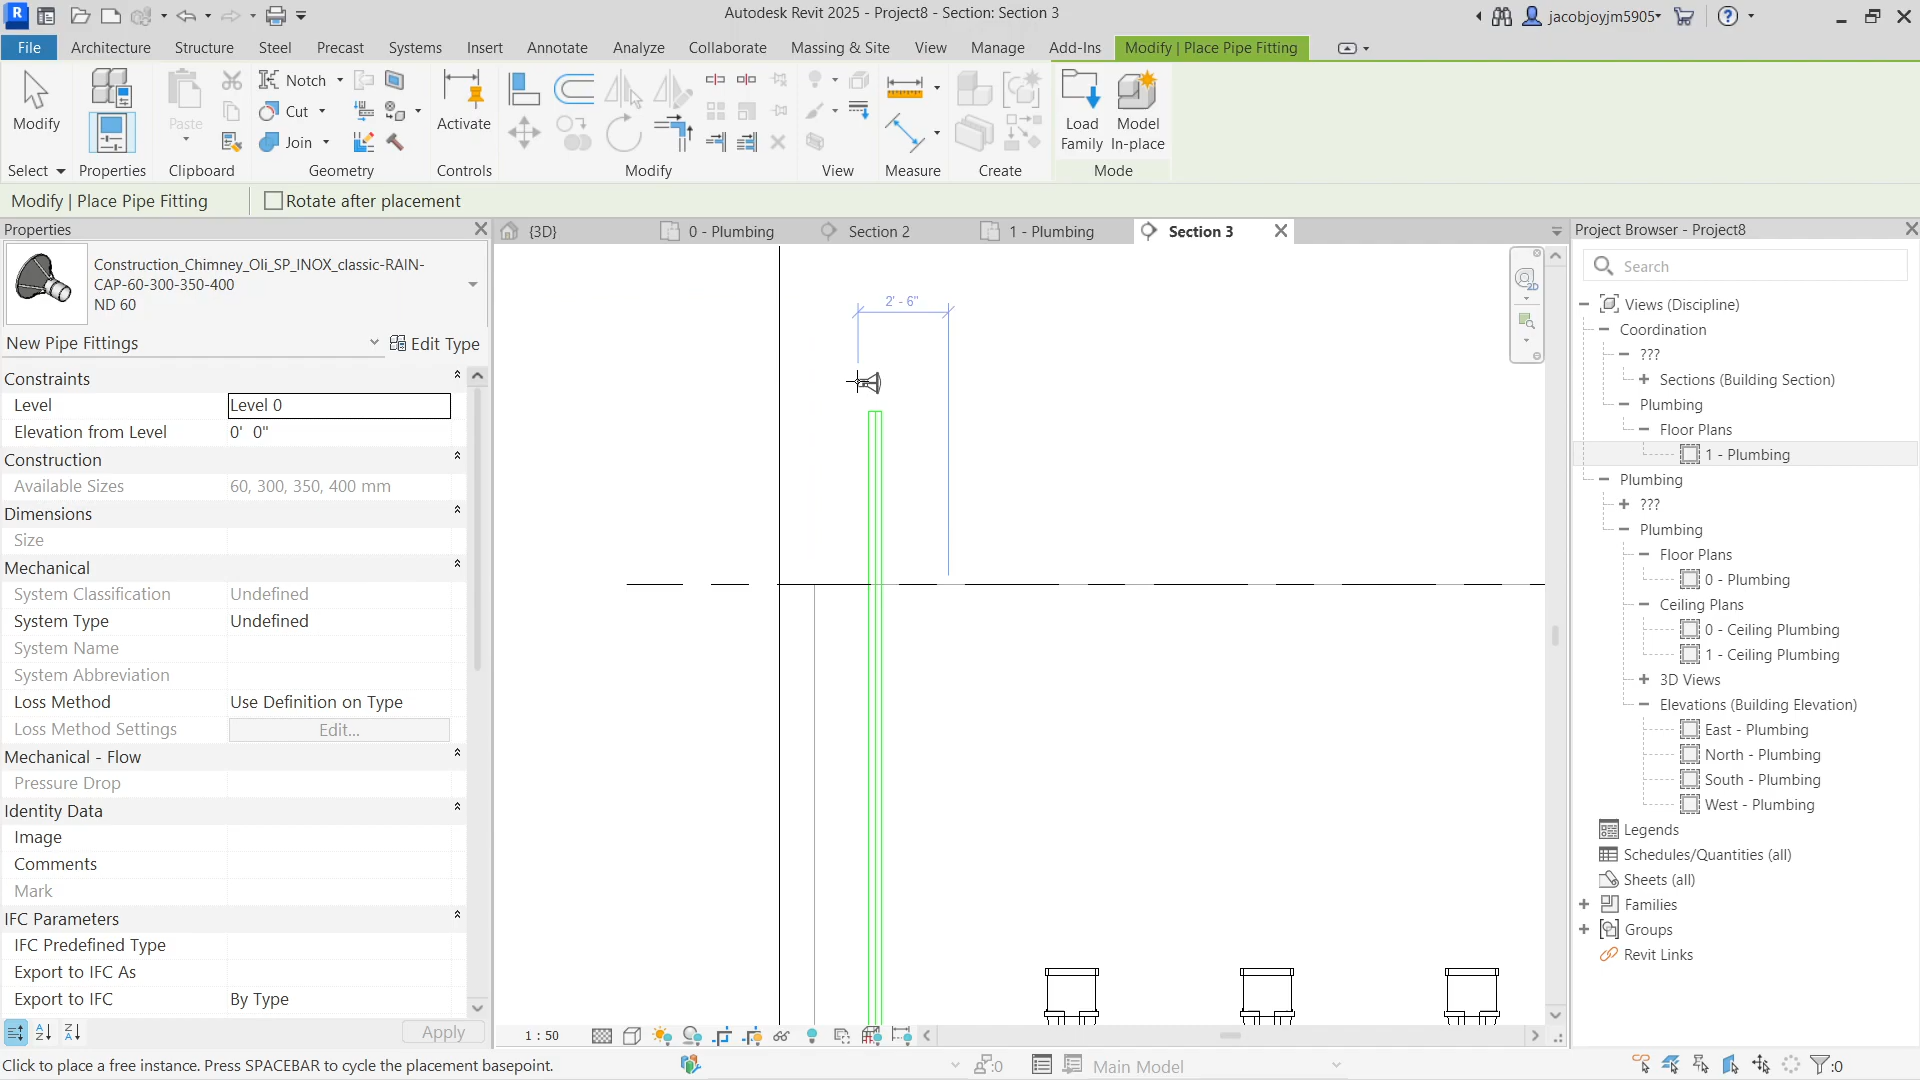 Autodesk Revit 2025 - Project8 - Section: Section 3
jacobjoyjm5905
File Architecture Structure Steel Precast Systems Insert Annotate Analyze Collaborate Massing & Site View Manage Add-Ins Modify | Place Pipe Fitting
Modify Paste Notch Cut Join Activate Load Family Model In-place
Select Properties Clipboard Geometry Controls Modify View Measure Create Mode
Modify | Place Pipe Fitting Rotate after placement
Properties
Construction_Chimney_Oli_SP_INOX_classic-RAIN-
CAP-60-300-350-400
ND 60
New Pipe Fittings Edit Type
Constraints
Level Level 0
Elevation from Level 0'  0"
Construction
Available Sizes 60, 300, 350, 400 mm
Dimensions
Size
Mechanical
System Classification Undefined
System Type Undefined
System Name
System Abbreviation
Loss Method Use Definition on Type
Loss Method Settings Edit...
Mechanical - Flow
Pressure Drop
Identity Data
Image
Comments
Mark
IFC Parameters
IFC Predefined Type
Export to IFC As
Export to IFC By Type
Apply
{3D} 0 - Plumbing Section 2 1 - Plumbing Section 3
2' - 6"
2D
1 : 50
Project Browser - Project8
Search
Views (Discipline)
Coordination
???
Sections (Building Section)
Plumbing
Floor Plans
1 - Plumbing
Plumbing
???
Plumbing
Floor Plans
0 - Plumbing
Ceiling Plans
0 - Ceiling Plumbing
1 - Ceiling Plumbing
3D Views
Elevations (Building Elevation)
East - Plumbing
North - Plumbing
South - Plumbing
West - Plumbing
Legends
Schedules/Quantities (all)
Sheets (all)
Families
Groups
Revit Links
Click to place a free instance. Press SPACEBAR to cycle the placement basepoint. :0 Main Model :0